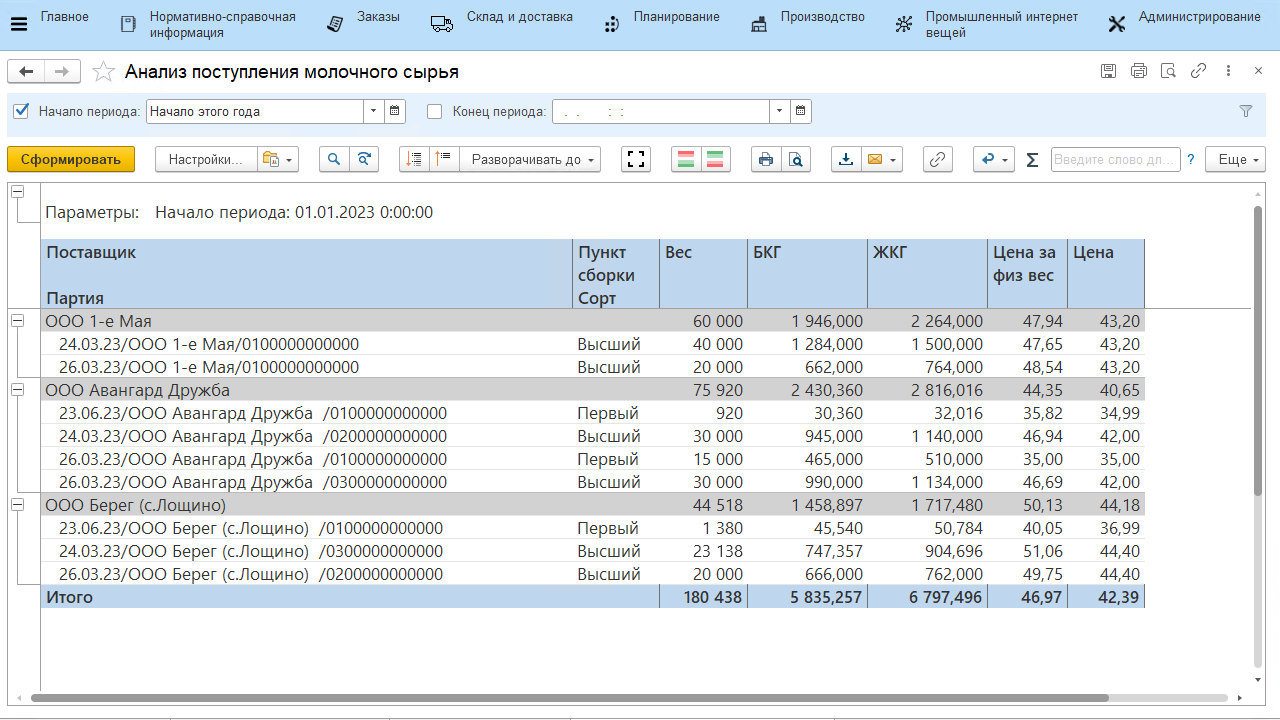 Главное
Нормативно-справочная информация
Заказы
Склад и доставка
Планирование
Производство
Промышленный интернет вещей
Администрирование
Анализ поступления молочного сырья
Начало периода: Начало этого года Конец периода: . . : :
Сформировать Настройки... Разворачивать до Σ Введите слово дл... ? Еще
Параметры: Начало периода: 01.01.2023 0:00:00
Поставщик Пункт Вес БКГ ЖКГ Цена за Цена
сборки физ вес
Партия Сорт
ООО 1-е Мая 60 000 1 946,000 2 264,000 47,94 43,20
24.03.23/ООО 1-е Мая/0100000000000 Высший 40 000 1 284,000 1 500,000 47,65 43,20
26.03.23/ООО 1-е Мая/0100000000000 Высший 20 000 662,000 764,000 48,54 43,20
ООО Авангард Дружба 75 920 2 430,360 2 816,016 44,35 40,65
23.06.23/ООО Авангард Дружба /0100000000000 Первый 920 30,360 32,016 35,82 34,99
24.03.23/ООО Авангард Дружба /0200000000000 Высший 30 000 945,000 1 140,000 46,94 42,00
26.03.23/ООО Авангард Дружба /0100000000000 Первый 15 000 465,000 510,000 35,00 35,00
26.03.23/ООО Авангард Дружба /0300000000000 Высший 30 000 990,000 1 134,000 46,69 42,00
ООО Берег (с.Лощино) 44 518 1 458,897 1 717,480 50,13 44,18
23.06.23/ООО Берег (с.Лощино) /0100000000000 Первый 1 380 45,540 50,784 40,05 36,99
24.03.23/ООО Берег (с.Лощино) /0300000000000 Высший 23 138 747,357 904,696 51,06 44,40
26.03.23/ООО Берег (с.Лощино) /0200000000000 Высший 20 000 666,000 762,000 49,75 44,40
Итого 180 438 5 835,257 6 797,496 46,97 42,39